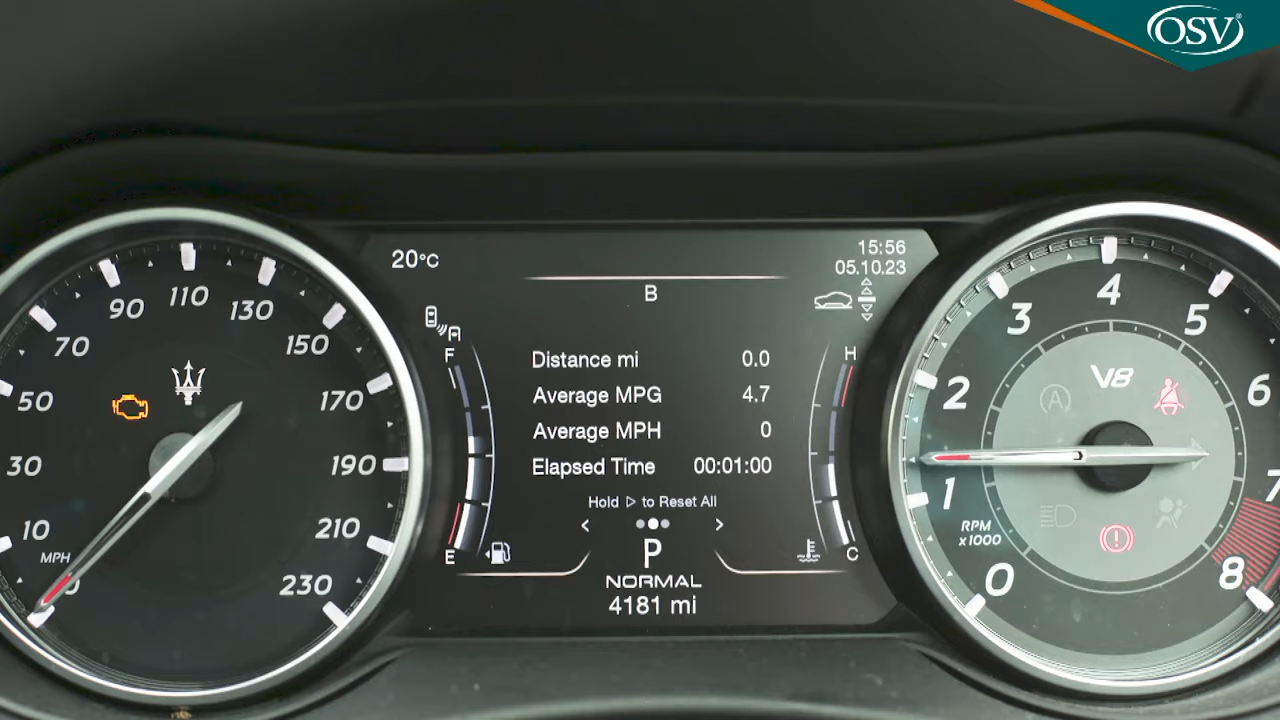 OSV®
20°C
15:56
05.10.23
B
F
H
Distance mi 0.0
Average MPG 4.7
Average MPH 0
Elapsed Time 00:01:00
Hold ▷ to Reset All
< >
E
C
P
NORMAL
4181 mi
10
30
50
70
90
110
130
150
170
190
210
230
MPH
0
V8
0
1
2
3
4
5
6
7
8
RPM
x1000
A